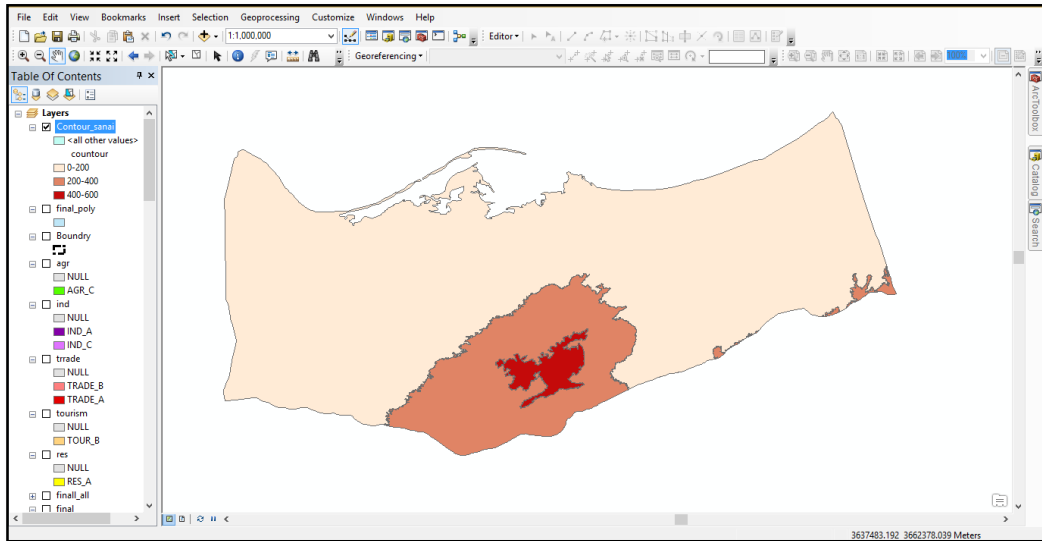 File Edit View Bookmarks Insert Selection Geoprocessing Customize Windows Help
1:1,000,000 Editor
Georeferencing 100%
Table Of Contents
Layers
Contour_sanai
<all other values>
countour
0-200
200-400
400-600
final_poly
Boundry
agr
NULL
AGR_C
ind
NULL
IND_A
IND_C
trrade
NULL
TRADE_B
TRADE_A
tourism
NULL
TOUR_B
res
NULL
RES_A
finall_all
final
ArcToolbox
Catalog
Search
3637483.192 3662378.039 Meters